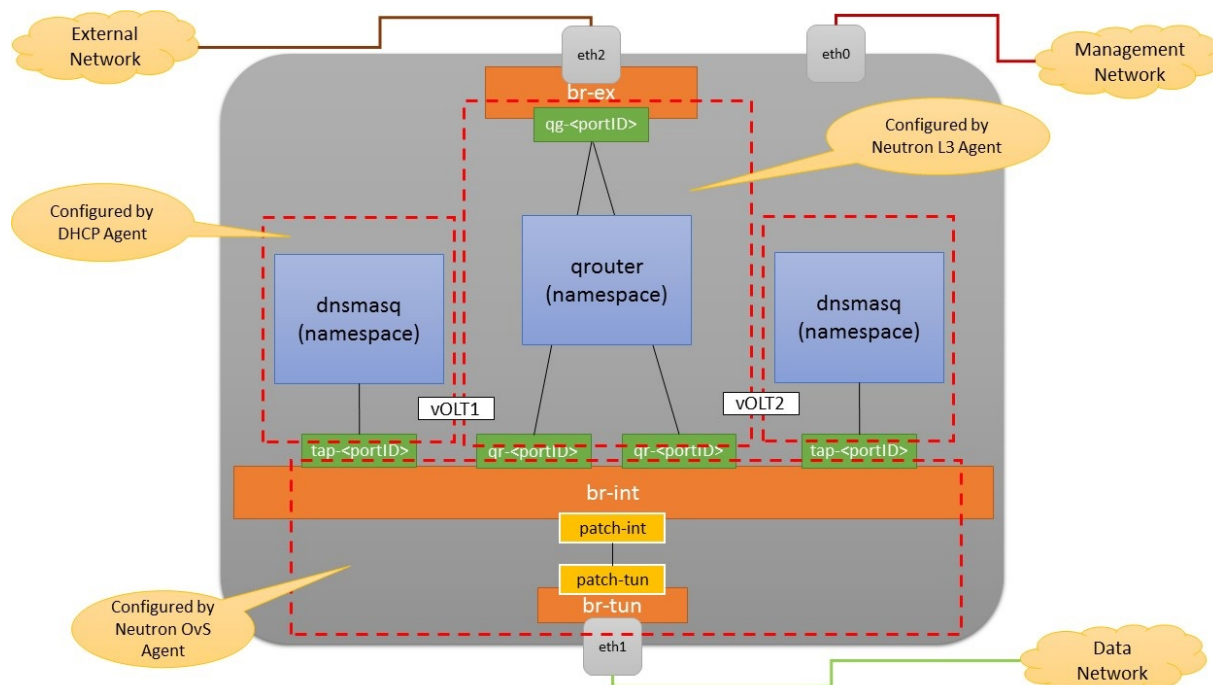 External
Network
eth2
eth0
Management
Network
br-ex
qg-<portID>
Configured by
Neutron L3 Agent
Configured by
DHCP Agent
dnsmasq
(namespace)
qrouter
(namespace)
dnsmasq
(namespace)
vOLT1
vOLT2
tap-<portID>
qr-<portID>
qr-<portID>
tap-<portID>
br-int
patch-int
patch-tun
br-tun
Configured by
Neutron OvS
Agent
eth1
Data
Network